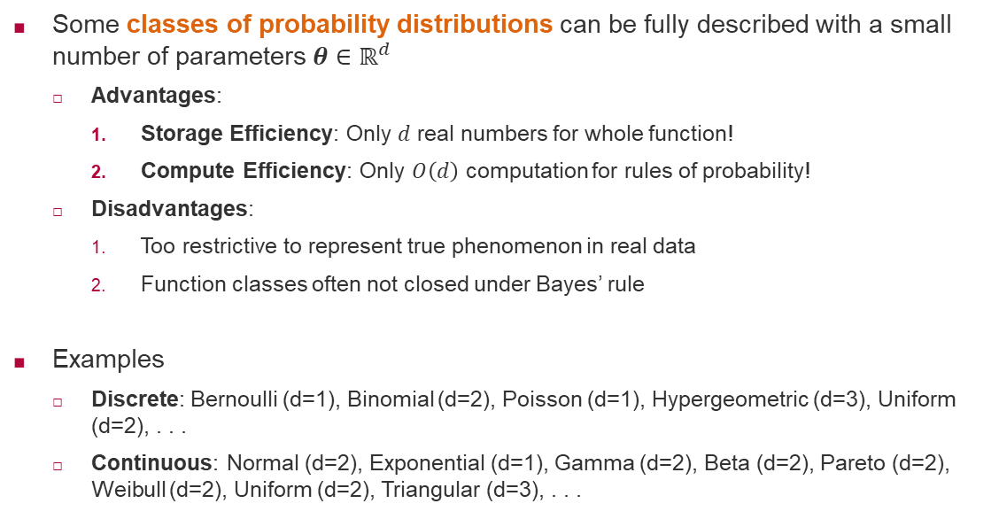 ▪ Some classes of probability distributions can be fully described with a small
number of parameters 𝜽 ∈ ℝᵈ
▫ Advantages:
1. Storage Efficiency: Only 𝑑 real numbers for whole function!
2. Compute Efficiency: Only 𝑂(𝑑) computation for rules of probability!
▫ Disadvantages:
1. Too restrictive to represent true phenomenon in real data
2. Function classes often not closed under Bayes’ rule
▪ Examples
▫ Discrete: Bernoulli (d=1), Binomial (d=2), Poisson (d=1), Hypergeometric (d=3), Uniform
(d=2), . . .
▫ Continuous: Normal (d=2), Exponential (d=1), Gamma (d=2), Beta (d=2), Pareto (d=2),
Weibull (d=2), Uniform (d=2), Triangular (d=3), . . .